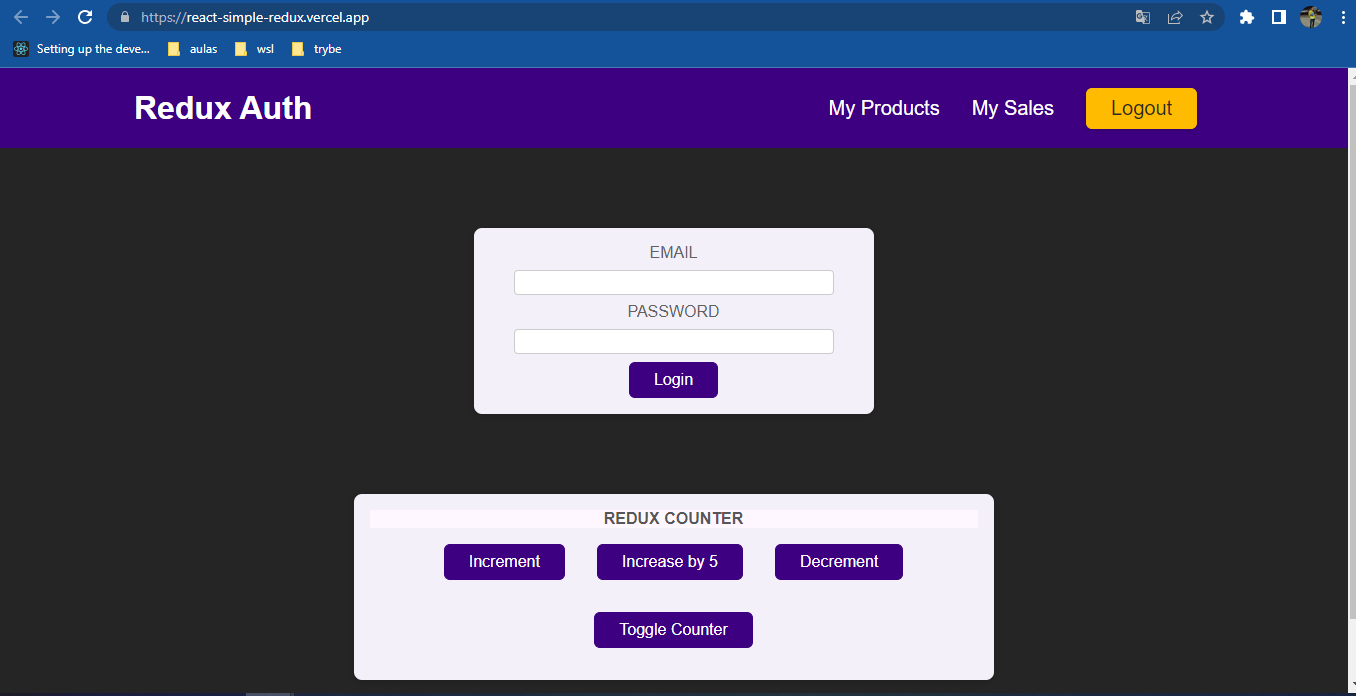 https://react-simple-redux.vercel.app
Setting up the deve... aulas wsl trybe
Redux Auth My Products My Sales Logout
EMAIL
PASSWORD
Login
REDUX COUNTER
Increment Increase by 5 Decrement
Toggle Counter